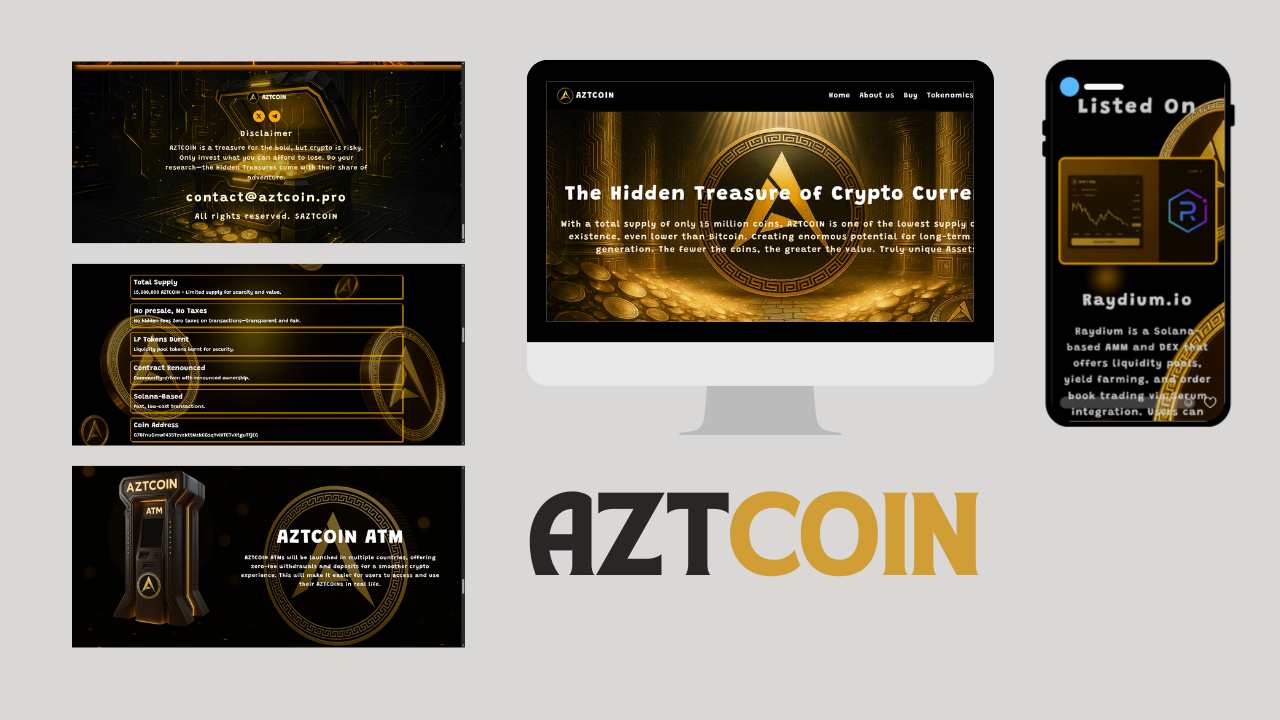 AZTCOIN
Disclaimer
AZTCOIN is a treasure for the bold, but crypto is risky.
Only invest what you can afford to lose. Do your
research—the Hidden Treasures come with their share of
adventure.
contact@aztcoin.pro
All rights reserved. $AZTCOIN
Total Supply
15,000,000 AZTCOIN - Limited supply for scarcity and value.
No presale, No Taxes
No hidden fees Zero taxes on transactions—transparent and fair.
LP Tokens Burnt
Liquidity pool tokens burnt for security.
Contract Renounced
Community-driven with renounced ownership.
Solana-Based
Fast, low-cost transactions.
Coin Address
AZTCOIN
ATM
AZTCOIN ATM
AZTCOIN ATMs will be launched in multiple countries, offering
zero-fee withdrawals and deposits for a smoother crypto
experience. This will make it easier for users to access and use
their AZTCOINs in real life.
AZTCOIN
Home About us Buy Tokenomics
The Hidden Treasure of Crypto Curre
With a total supply of only 15 million coins, AZTCOIN is one of the lowest supply c
existence, even lower than Bitcoin. Creating enormous potential for long-term
generation. The fewer the coins, the greater the value. Truly unique Assets
AZTCOIN
Listed On
Raydium.io
Raydium is a Solana-
based AMM and DEX that
offers liquidity pools,
yield farming, and order
book trading via Serum
integration. Users can